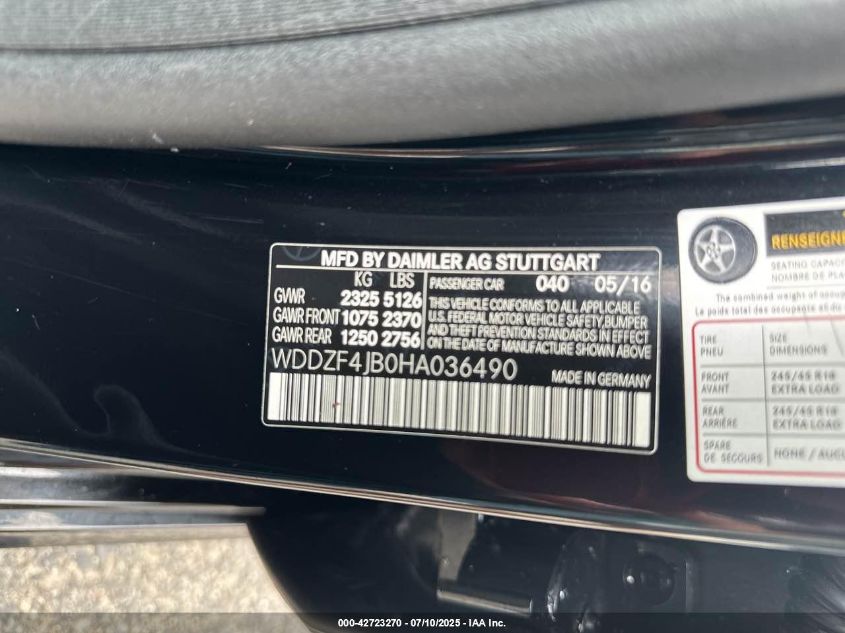 MFD BY DAIMLER AG STUTTGART
KG LBS
GVWR 2325 5126
GAWR FRONT 1075 2370
GAWR REAR 1250 2756
PASSENGER CAR 040 05/16
THIS VEHICLE CONFORMS TO ALL APPLICABLE
U.S. FEDERAL MOTOR VEHICLE SAFETY, BUMPER
AND THEFT PREVENTION STANDARDS IN EFFECT
ON THE DATE OF MANUFACTURE SHOWN ABOVE.
WDDZF4JB0HA036490
MADE IN GERMANY
SEATING CAPAC
NOMBRE DE PLA
The combined weight of occup
Le poids total des occup
TIRE
PNEU
SIZE
DIMENSIONS
FRONT
AVANT
245/45 R18
EXTRA LOAD
REAR
ARRIÈRE
245/45 R18
EXTRA LOAD
SPARE
DE SECOURS
NONE / AUCU
000-42723270 - 07/10/2025 - IAA Inc.